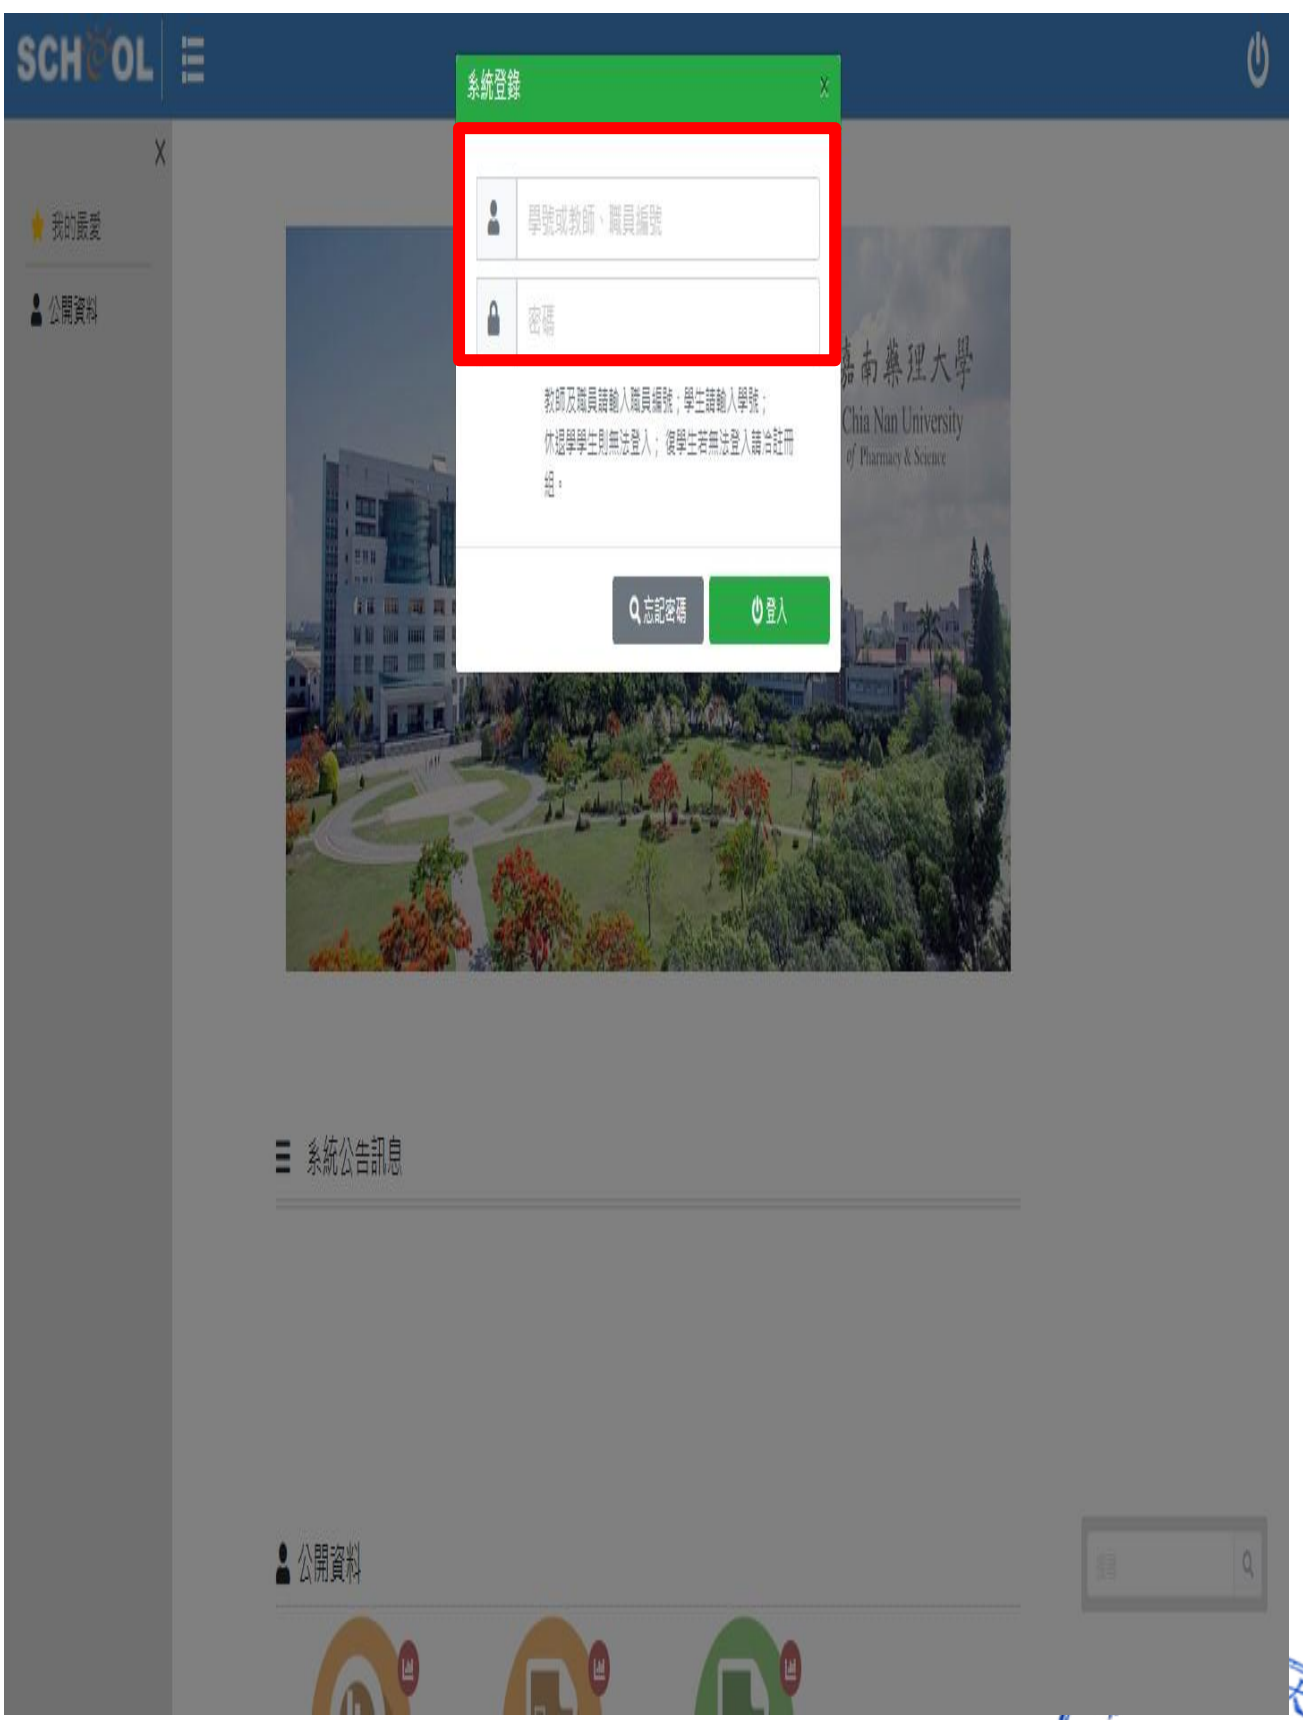 SCHOOL
系統登錄
x
X
我的最愛
公開資料
學號或教師、職員編號
密碼
教師及職員請輸入職員編號；學生請輸入學號；
休退學學生則無法登入；復學生若無法登入請洽註冊
組。
忘記密碼
登入
嘉南藥理大學
Chia Nan University
of Pharmacy & Science
系統公告訊息
公開資料